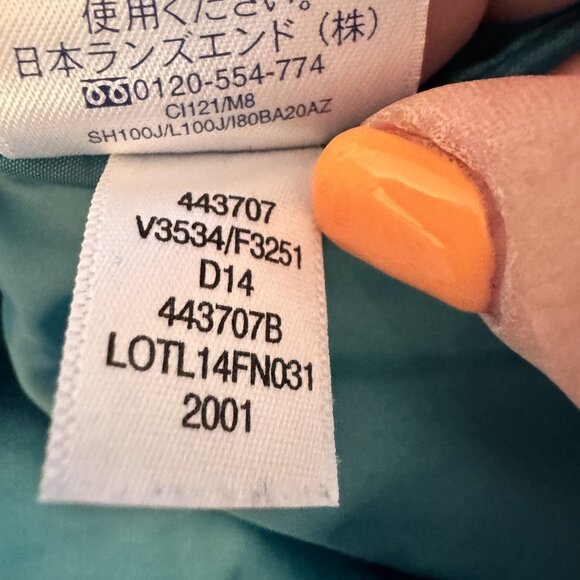 使用ください。
日本ランズエンド（株）
0120-554-774
CI121/M8
SH100J/L100J/I80BA20AZ
443707
V3534/F3251
D14
443707B
LOTL14FN031
2001